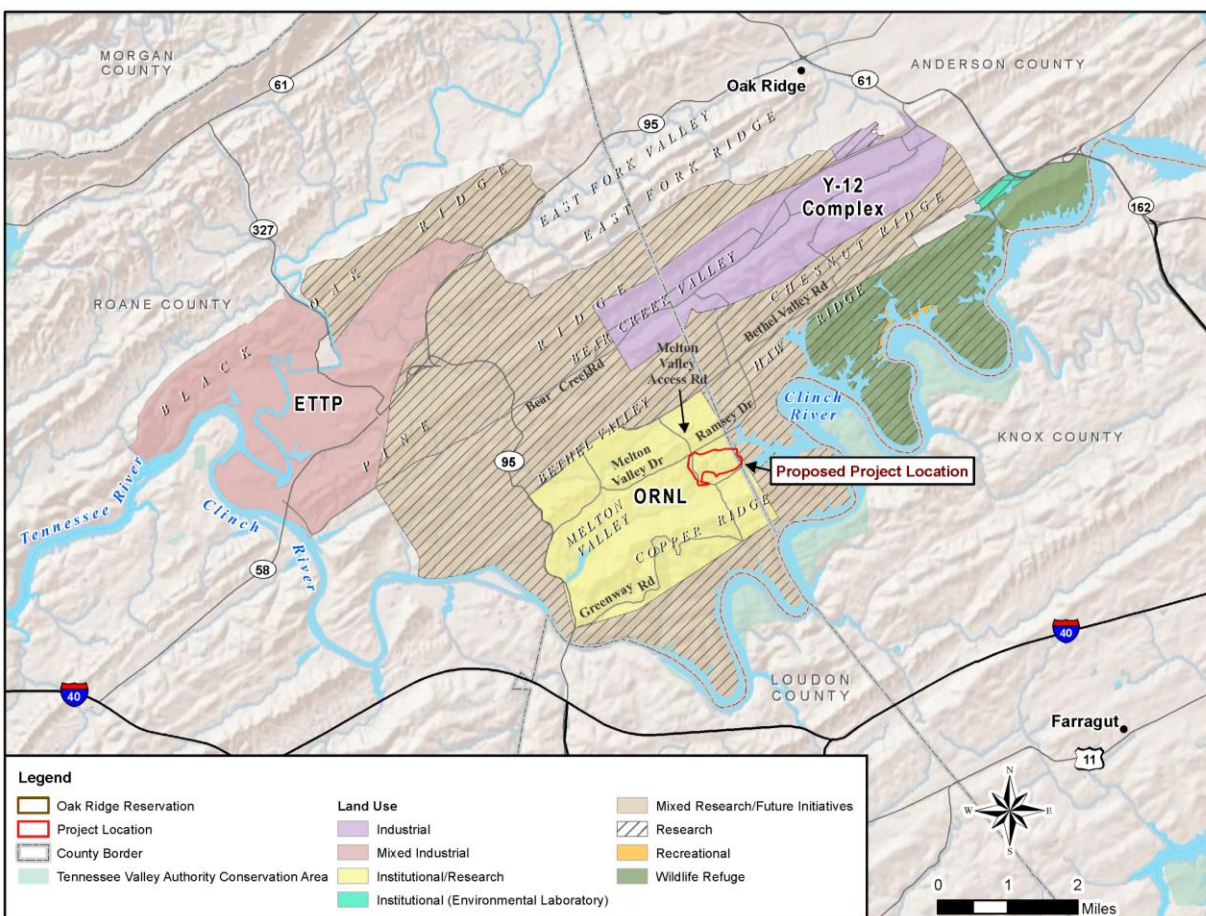 MORGAN
COUNTY
61
Oak Ridge
61
ANDERSON COUNTY
95
EAST FORK VALLEY
EAST FORK RIDGE
Y-12
Complex
162
327
OAK RIDGE
ROANE COUNTY
BLACK
ETTP
PINE RIDGE
BEAR CREEK VALLEY
CHESNUT RIDGE
Bethel Valley Rd
HAW RIDGE
Bear Creek Rd
Melton
Valley
Access Rd
Clinch
River
KNOX COUNTY
95
BETHEL VALLEY
Ramsey Dr
Melton
Valley Dr
Proposed Project Location
ORNL
MELTON
VALLEY
COPPER RIDGE
Greenway
Rd
Tennessee River
Clinch
River
58
40
40
LOUDON
COUNTY
Farragut
11
Legend
Oak Ridge Reservation
Project Location
County Border
Tennessee Valley Authority Conservation Area
Land Use
Industrial
Mixed Industrial
Institutional/Research
Institutional (Environmental Laboratory)
Mixed Research/Future Initiatives
Research
Recreational
Wildlife Refuge
N
W
E
S
0 1 2
Miles